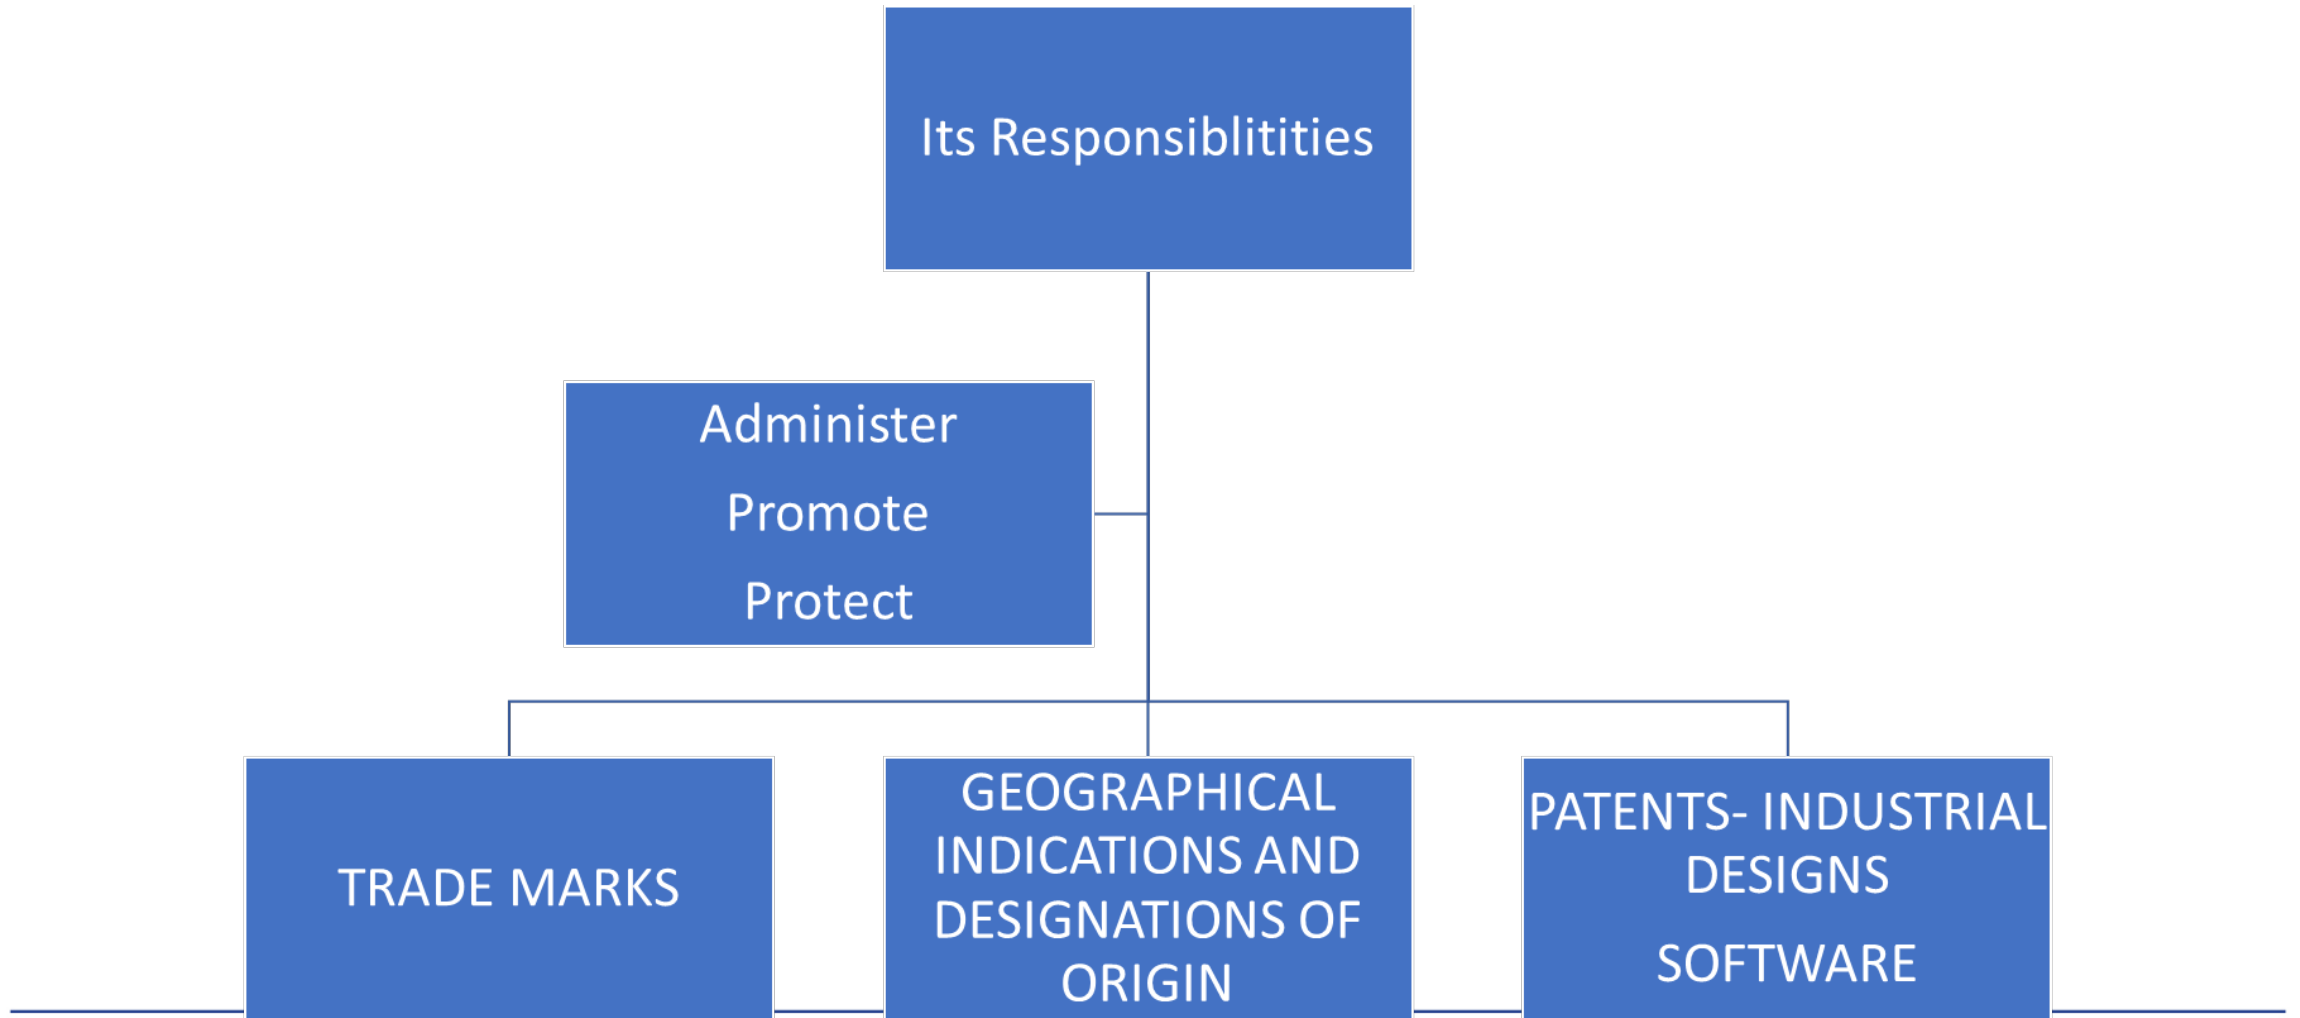 Its Responsiblitities
Administer
Promote
Protect
TRADE MARKS
GEOGRAPHICAL
INDICATIONS AND
DESIGNATIONS OF
ORIGIN
PATENTS- INDUSTRIAL
DESIGNS
SOFTWARE